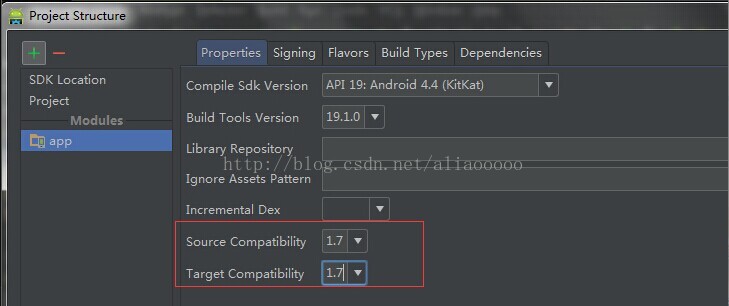 Project Structure
Properties Signing Flavors Build Types Dependencies
SDK Location
Project
Modules
app
Compile Sdk Version API 19: Android 4.4 (KitKat)
Build Tools Version 19.1.0
Library Repository
http://blog.csdn.net/aliaooooo
Ignore Assets Pattern
Incremental Dex
Source Compatibility 1.7
Target Compatibility 1.7